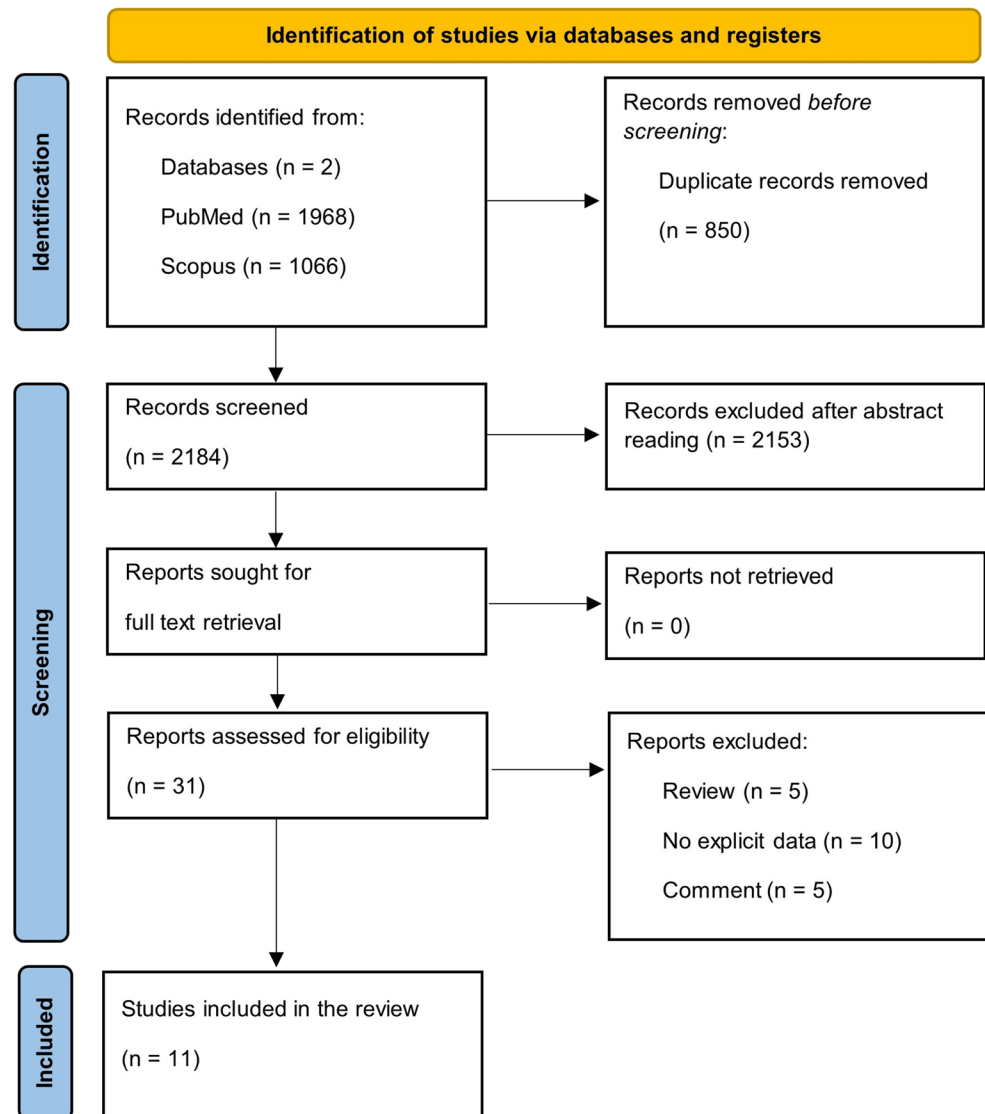 Identification of studies via databases and registers
Identification
Records identified from:
Databases (n = 2)
PubMed (n = 1968)
Scopus (n = 1066)
Records removed before
screening:
Duplicate records removed
(n = 850)
Screening
Records screened
(n = 2184)
Records excluded after abstract
reading (n = 2153)
Reports sought for
full text retrieval
Reports not retrieved
(n = 0)
Reports assessed for eligibility
(n = 31)
Reports excluded:
Review (n = 5)
No explicit data (n = 10)
Comment (n = 5)
Included
Studies included in the review
(n = 11)